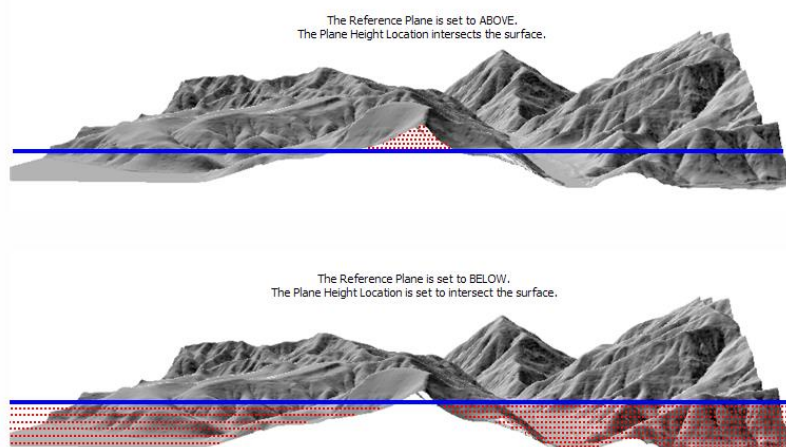 The Reference Plane is set to ABOVE.
The Plane Height Location intersects the surface.
The Reference Plane is set to BELOW.
The Plane Height Location is set to intersect the surface.